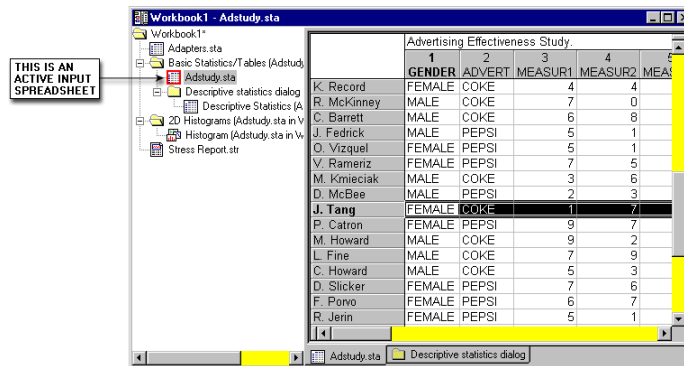 Workbook1 - Adstudy.sta
THIS IS AN
ACTIVE INPUT
SPREADSHEET
Workbook1*
Adapters.sta
Basic Statistics/Tables (Adstudy
Adstudy.sta
Descriptive statistics dialog
Descriptive Statistics (A
2D Histograms (Adstudy.sta in W
Histogram (Adstudy.sta in W
Stress Report.str
Advertising Effectiveness Study.
1 2 3 4 5
GENDER ADVERT MEASUR1 MEASUR2 MEAS
K. Record FEMALE COKE 4 4
R. McKinney MALE COKE 7 0
C. Barrett MALE COKE 6 8
J. Fedrick MALE PEPSI 5 1
O. Vizquel FEMALE PEPSI 5 1
V. Rameriz FEMALE PEPSI 7 5
M. Kmieciak MALE COKE 3 6
D. McBee MALE PEPSI 2 3
J. Tang FEMALE COKE 1 7
P. Catron FEMALE PEPSI 9 7
M. Howard MALE COKE 9 2
L. Fine MALE COKE 7 9
C. Howard MALE COKE 5 3
D. Slicker FEMALE PEPSI 7 6
F. Porvo FEMALE PEPSI 6 7
R. Jerin FEMALE PEPSI 5 1
Adstudy.sta Descriptive statistics dialog